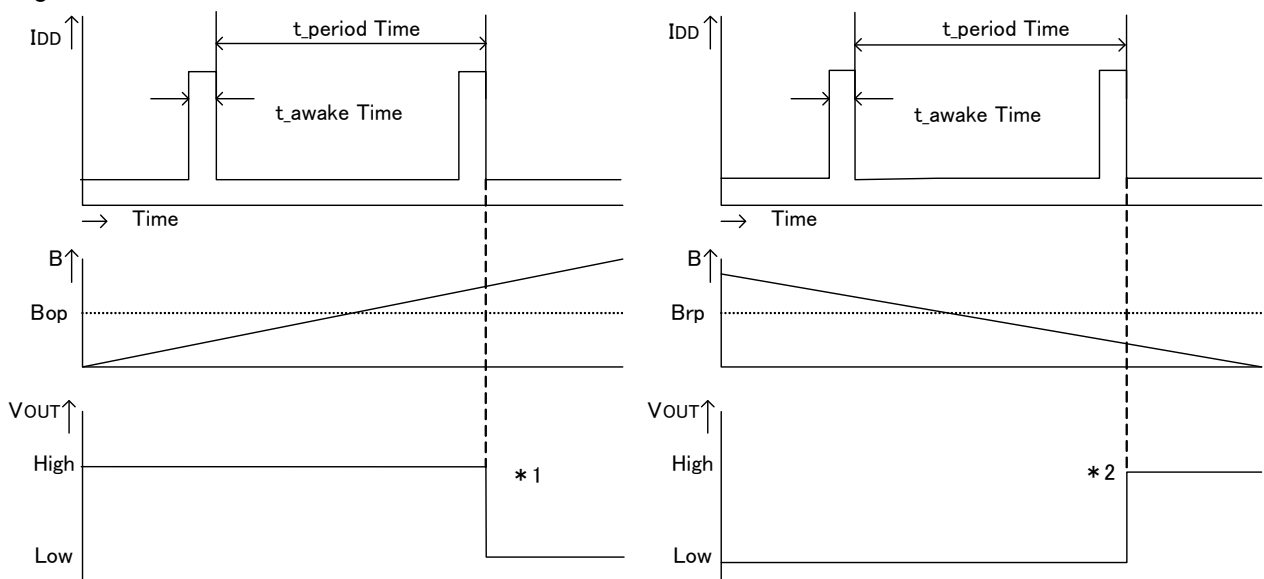 IDD
t_period Time
t_awake Time
Time
B
Bop
VOUT
High
*1
Low
IDD
t_period Time
t_awake Time
Time
B
Brp
VOUT
High
*2
Low